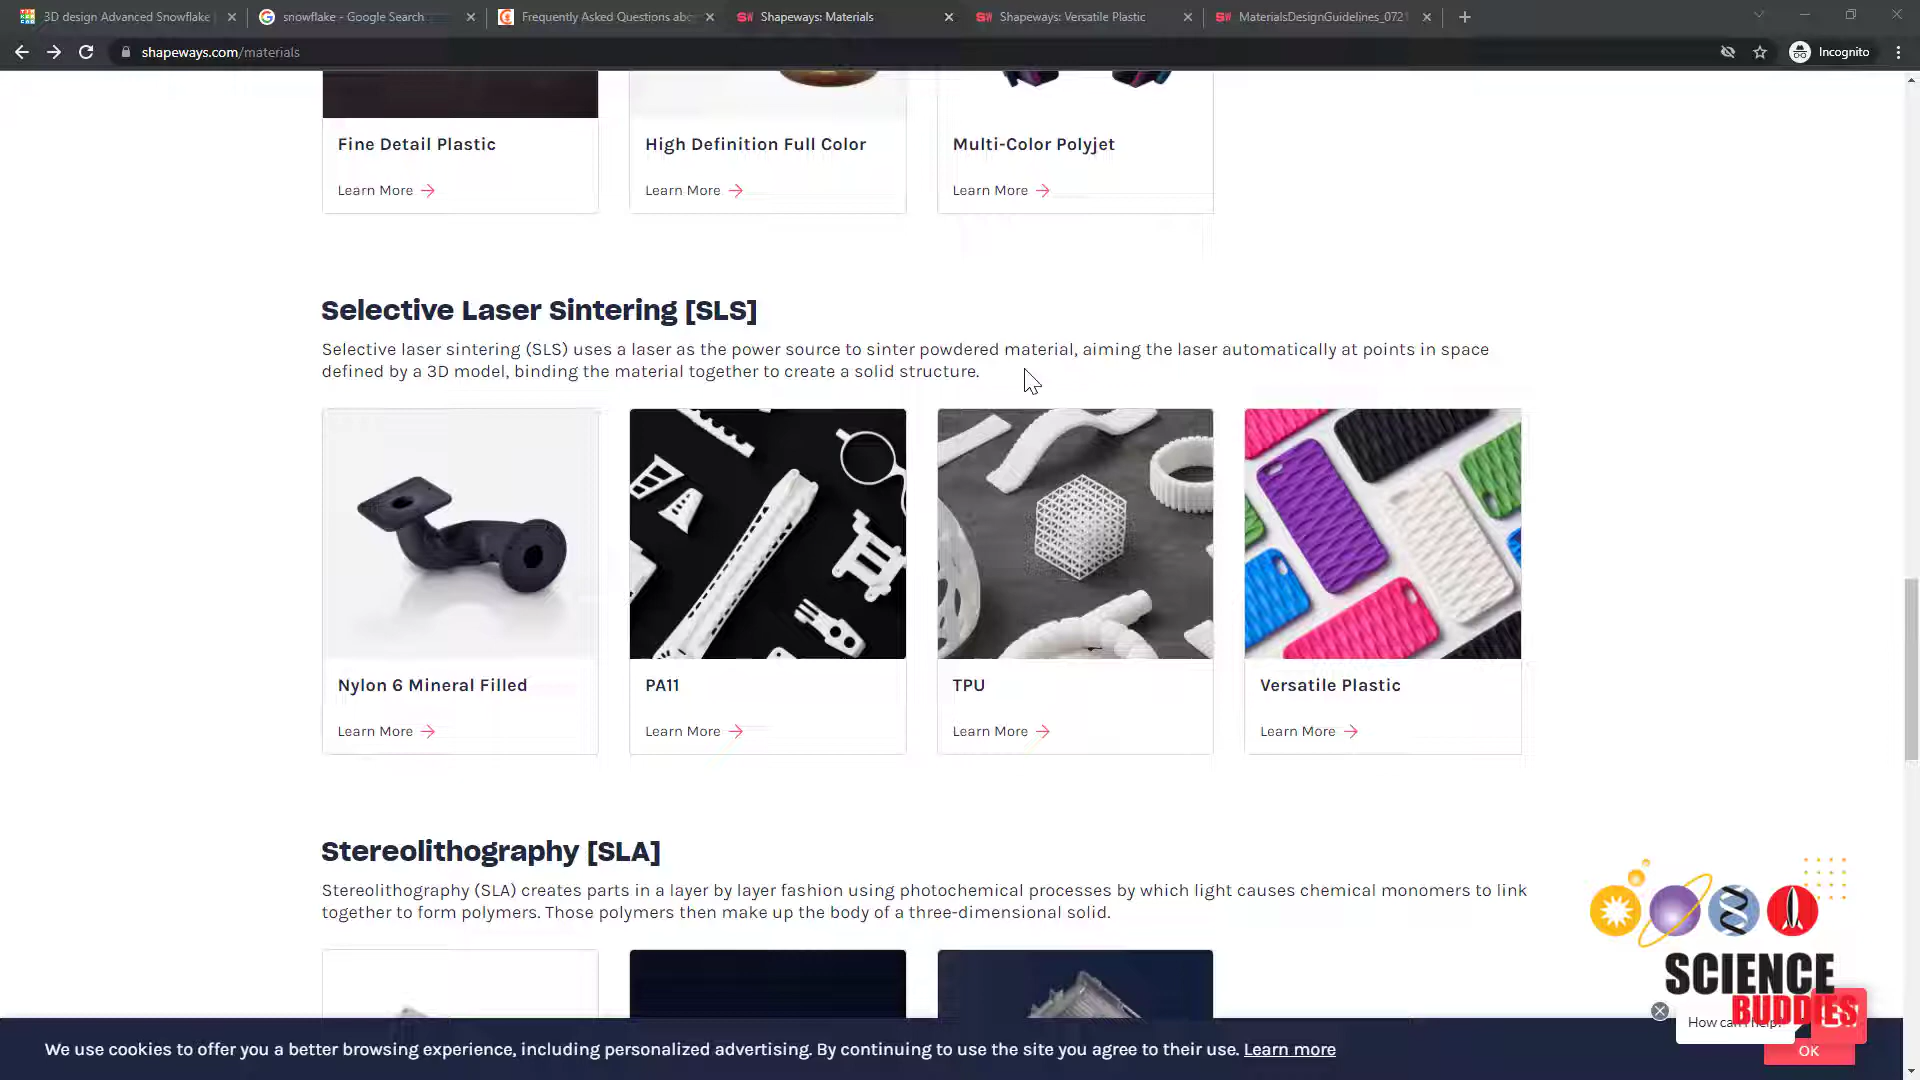 3D design Advanced Snowflake
snowflake - Google Search
Frequently Asked Questions abo
Shapeways: Materials
Shapeways: Versatile Plastic
MaterialsDesignGuidelines_0721
shapeways.com/materials
Incognito
Fine Detail Plastic
High Definition Full Color
Multi-Color Polyjet
Learn More
Learn More
Learn More
Selective Laser Sintering [SLS]
Selective laser sintering (SLS) uses a laser as the power source to sinter powdered material, aiming the laser automatically at points in space
defined by a 3D model, binding the material together to create a solid structure.
Nylon 6 Mineral Filled
PA11
TPU
Versatile Plastic
Learn More
Learn More
Learn More
Learn More
Stereolithography [SLA]
Stereolithography (SLA) creates parts in a layer by layer fashion using photochemical processes by which light causes chemical monomers to link
together to form polymers. Those polymers then make up the body of a three-dimensional solid.
SCIENCE
BUDDIES
How can help?
We use cookies to offer you a better browsing experience, including personalized advertising. By continuing to use the site you agree to their use. Learn more
OK